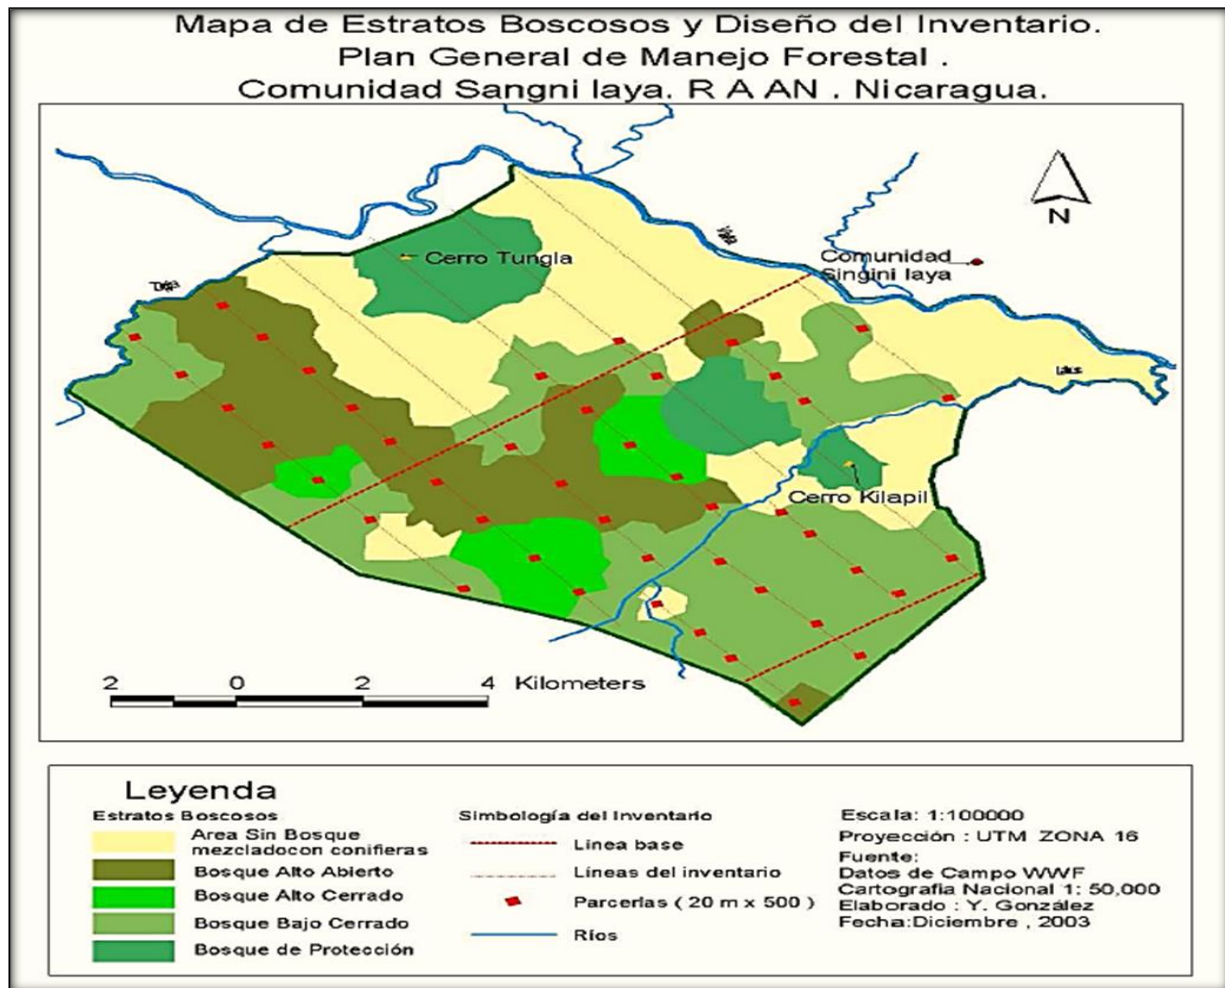 Mapa de Estratos Boscosos y Diseño del Inventario.
Plan General de Manejo Forestal .
Comunidad Sangni laya. R A AN . Nicaragua.
N
Cerro Tungla
Comunidad
Singini laya
Cerro Kilapil
2 0 2 4 Kilometers
Leyenda
Estratos Boscosos
Area Sin Bosque
mezcladocon conifieras
Bosque Alto Abierto
Bosque Alto Cerrado
Bosque Bajo Cerrado
Bosque de Protección
Simbología del Inventario
Línea base
Líneas del inventario
Parcerlas ( 20 m x 500 )
Ríos
Escala: 1:100000
Proyección : UTM ZONA 16
Fuente:
Datos de Campo WWF
Cartografia Nacional 1: 50,000
Elaborado : Y. González
Fecha:Diciembre , 2003